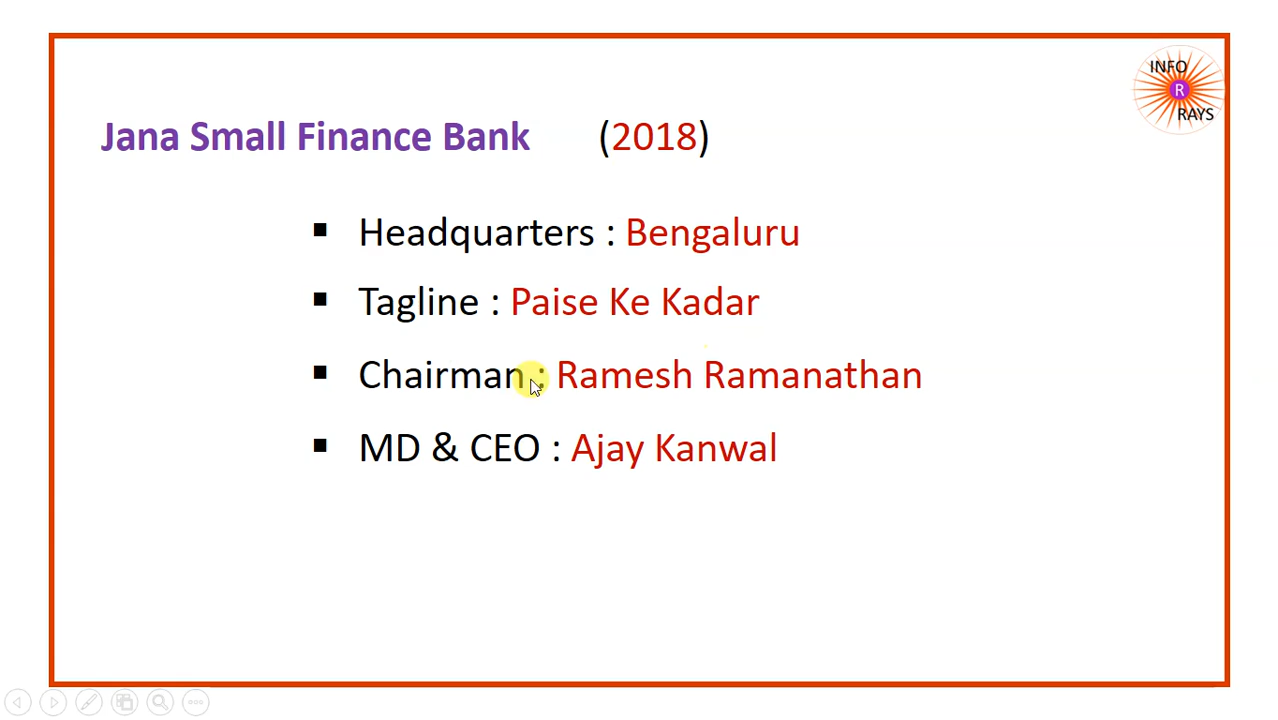 INFO
R
RAYS
Jana Small Finance Bank (2018)
▪ Headquarters : Bengaluru
▪ Tagline : Paise Ke Kadar
▪ Chairman : Ramesh Ramanathan
▪ MD & CEO : Ajay Kanwal